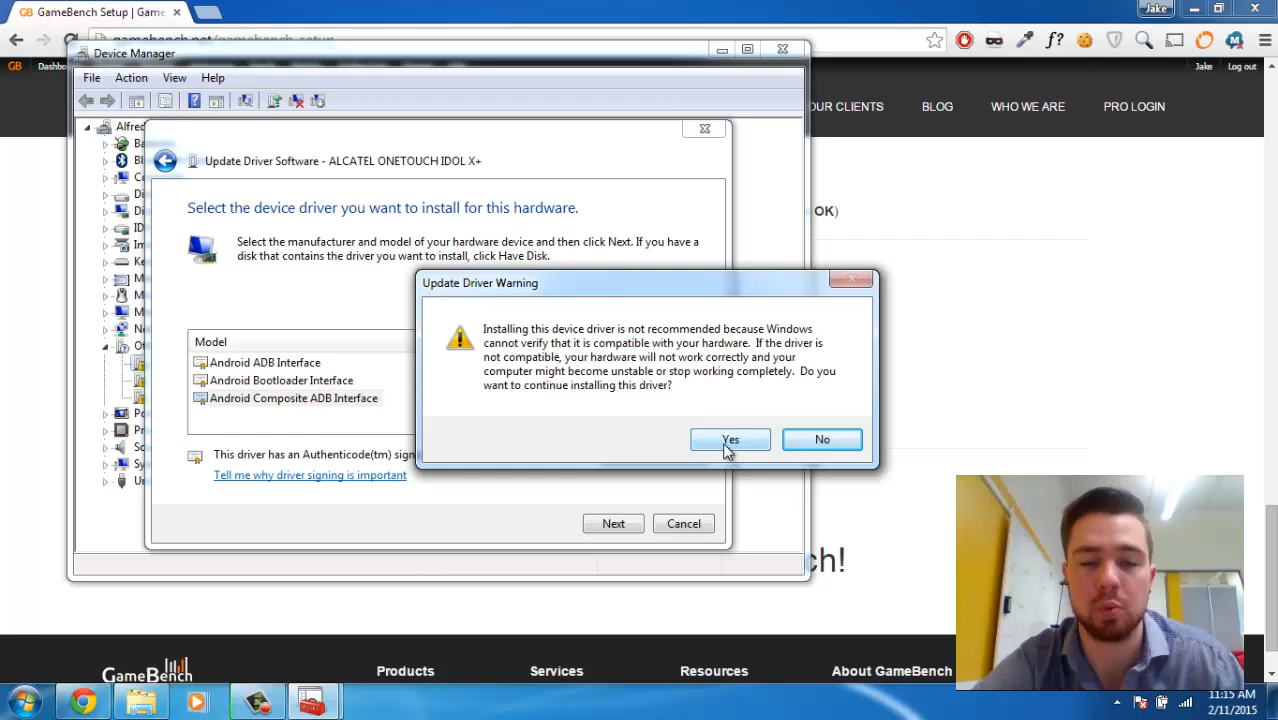 GameBench Setup | Game
Jake
gamebench.net/gamebench_setup
f?
GB
Jake
Log out
Device Manager
File Action View Help
OUR CLIENTS BLOG WHO WE ARE PRO LOGIN
Update Driver Software - ALCATEL ONETOUCH IDOL X+
Select the device driver you want to install for this hardware.
OK)
Select the manufacturer and model of your hardware device and then click Next. If you have a
disk that contains the driver you want to install, click Have Disk.
Update Driver Warning
Installing this device driver is not recommended because Windows
cannot verify that it is compatible with your hardware. If the driver
is not compatible, your hardware will not work correctly and your
computer might become unstable or stop working completely. Do you
want to continue installing this driver?
Yes No
Model
Android ADB Interface
Android Bootloader Interface
Android Composite ADB Interface
This driver has an Authenticode(tm)
Tell me why driver signing is important
Next Cancel
ch!
GameBench
Products Services Resources About GameBench
11:15 AM
2/11/2015